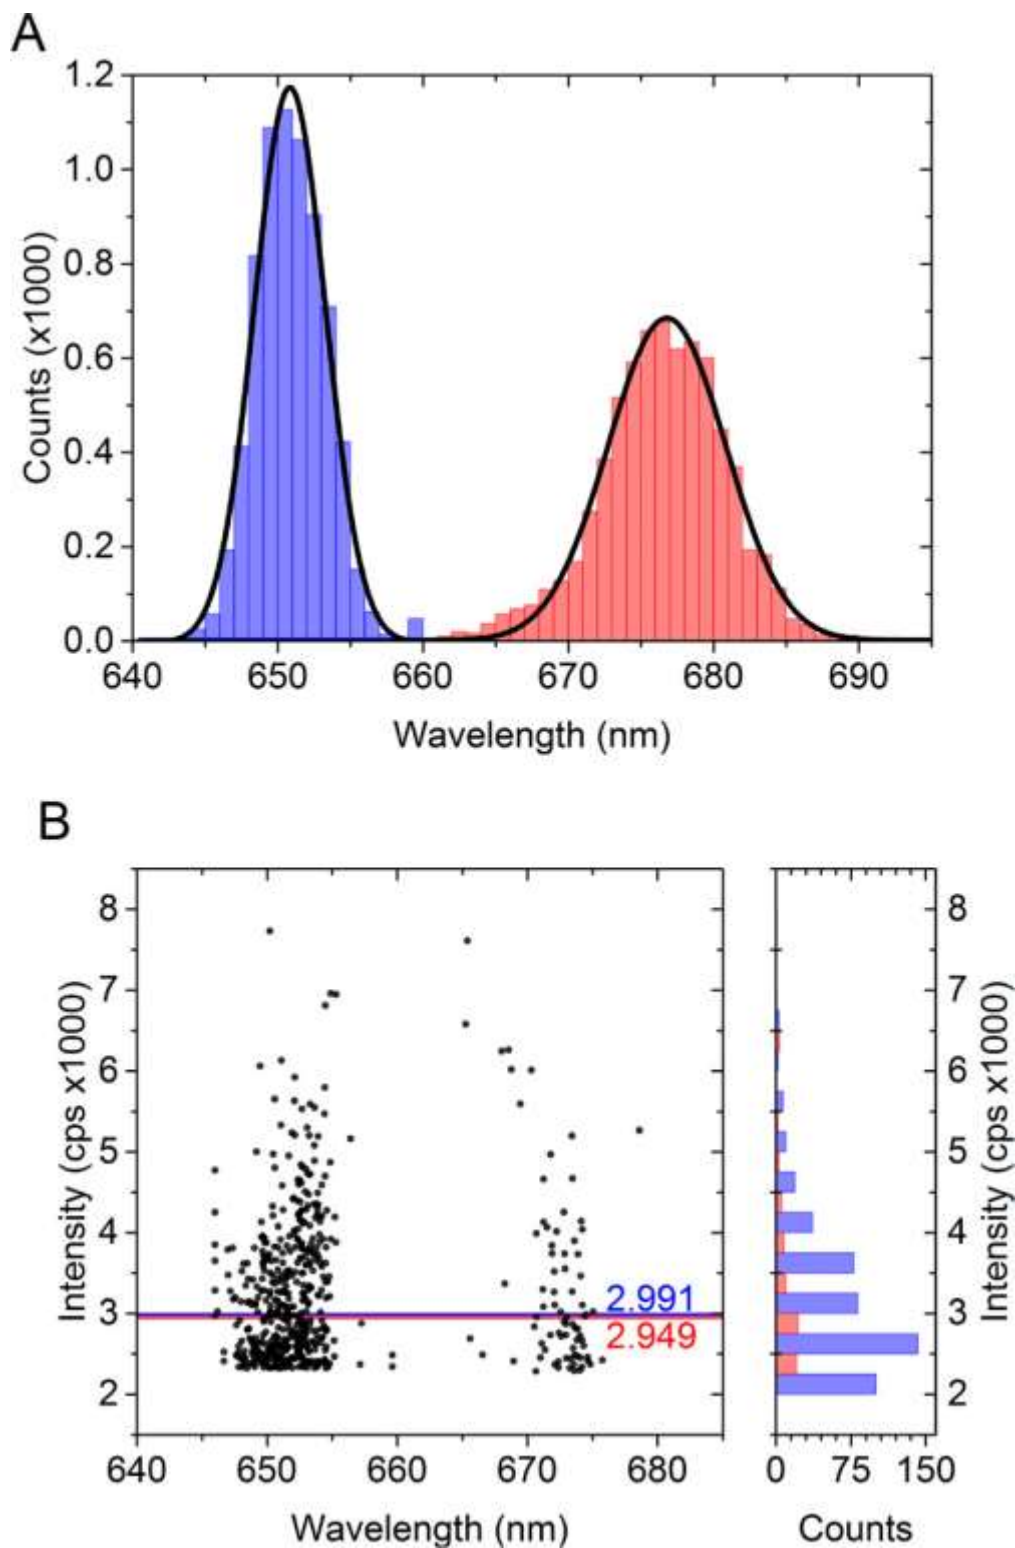 A
1.2
1.0
0.8
0.6
0.4
0.2
0.0
Counts (x1000)
640 650 660 670 680 690
Wavelength (nm)
B
8
7
6
5
4
3
2
Intensity (cps x1000)
2.991
2.949
640 650 660 670 680
Wavelength (nm)
8
7
6
5
4
3
2
Intensity (cps x1000)
0 75 150
Counts